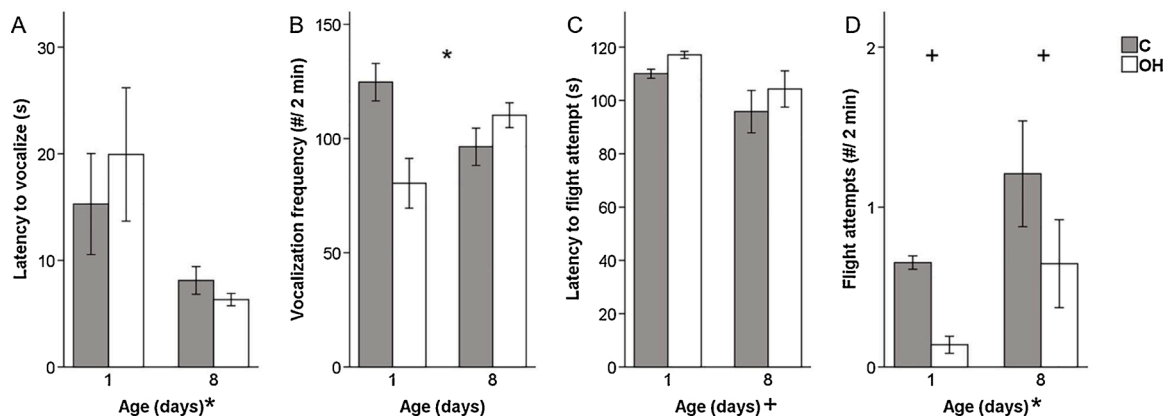 A
Latency to vocalize (s)
30
20
10
0
1 8
Age (days)*
B
Vocalization frequency (#/ 2 min)
150
100
50
0
*
1 8
Age (days)
C
Latency to flight attempt (s)
120
100
80
60
40
20
0
1 8
Age (days)+
D
Flight attempts (#/ 2 min)
2
1
0
+ +
1 8
Age (days)*
C
OH